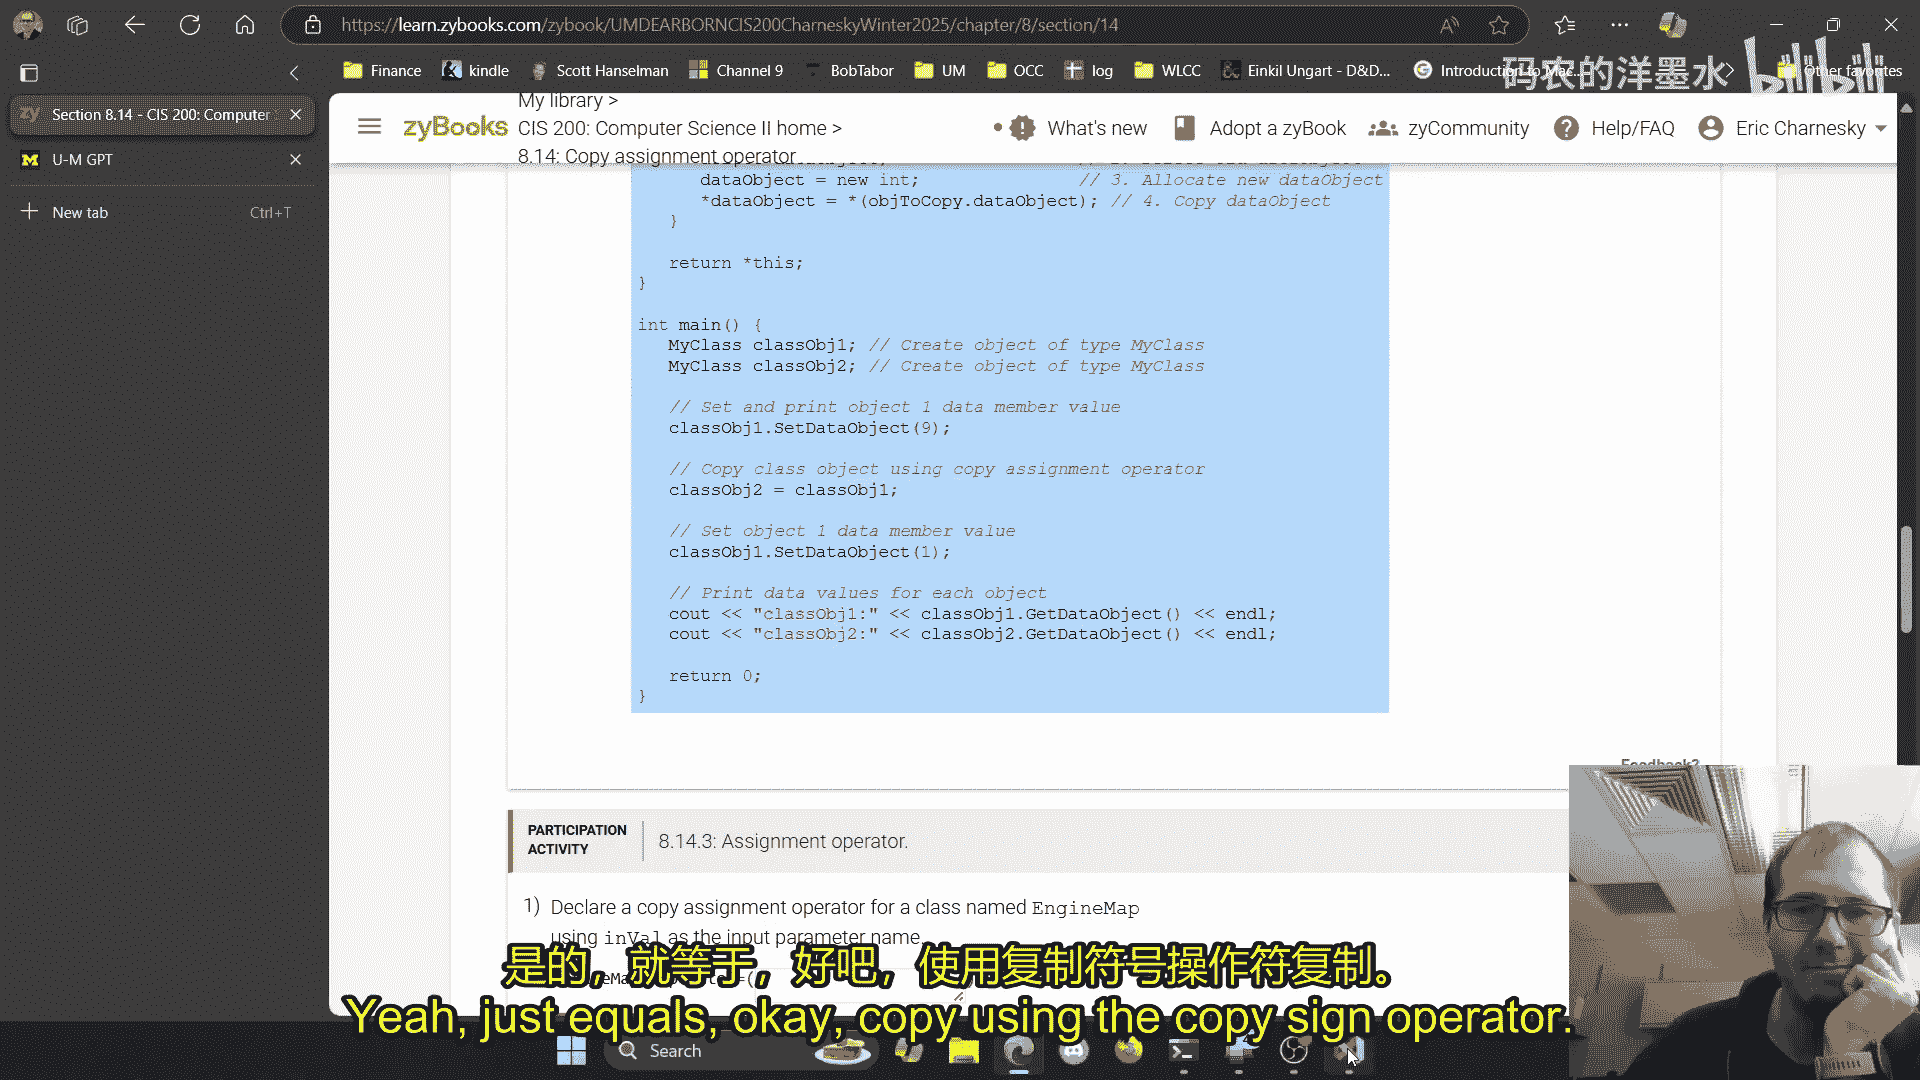 https://learn.zybooks.com/zybook/UMDEARBORNCIS200CharneskyWinter2025/chapter/8/section/14
Finance
kindle
Scott Hanselman
Channel 9
BobTabor
UM
OCC
log
WLCC
Einkil Ungart - D&D...
Introduction to Mac...
Other favorites
码农的洋墨水
bilibili
Section 8.14 - CIS 200: Computer
U-M GPT
New tab
Ctrl+T
My library >
zyBooks
CIS 200: Computer Science II home >
8.14: Copy assignment operator
What's new
Adopt a zyBook
zyCommunity
Help/FAQ
Eric Charnesky
dataObject = new int; // 3. Allocate new dataObject
*dataObject = *(objToCopy.dataObject); // 4. Copy dataObject
}
return *this;
}
int main() {
MyClass classObj1; // Create object of type MyClass
MyClass classObj2; // Create object of type MyClass
// Set and print object 1 data member value
classObj1.SetDataObject(9);
// Copy class object using copy assignment operator
classObj2 = classObj1;
// Set object 1 data member value
classObj1.SetDataObject(1);
// Print data values for each object
cout << "classObj1:" << classObj1.GetDataObject() << endl;
cout << "classObj2:" << classObj2.GetDataObject() << endl;
return 0;
}
Feedback?
PARTICIPATION
ACTIVITY
8.14.3: Assignment operator.
1) Declare a copy assignment operator for a class named EngineMap
using inVal as the input parameter name.
是的，就等于，好吧，使用复制符号操作符复制。
Yeah, just equals, okay, copy using the copy sign operator.
Search